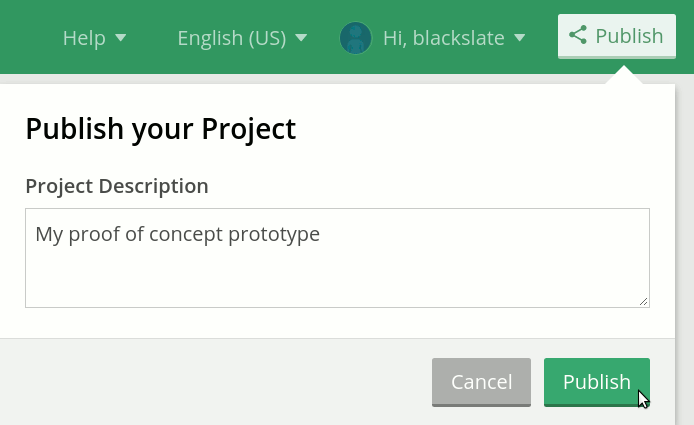 Help English (US) Hi, blackslate Publish
Publish your Project
Project Description
My proof of concept prototype
Cancel Publish